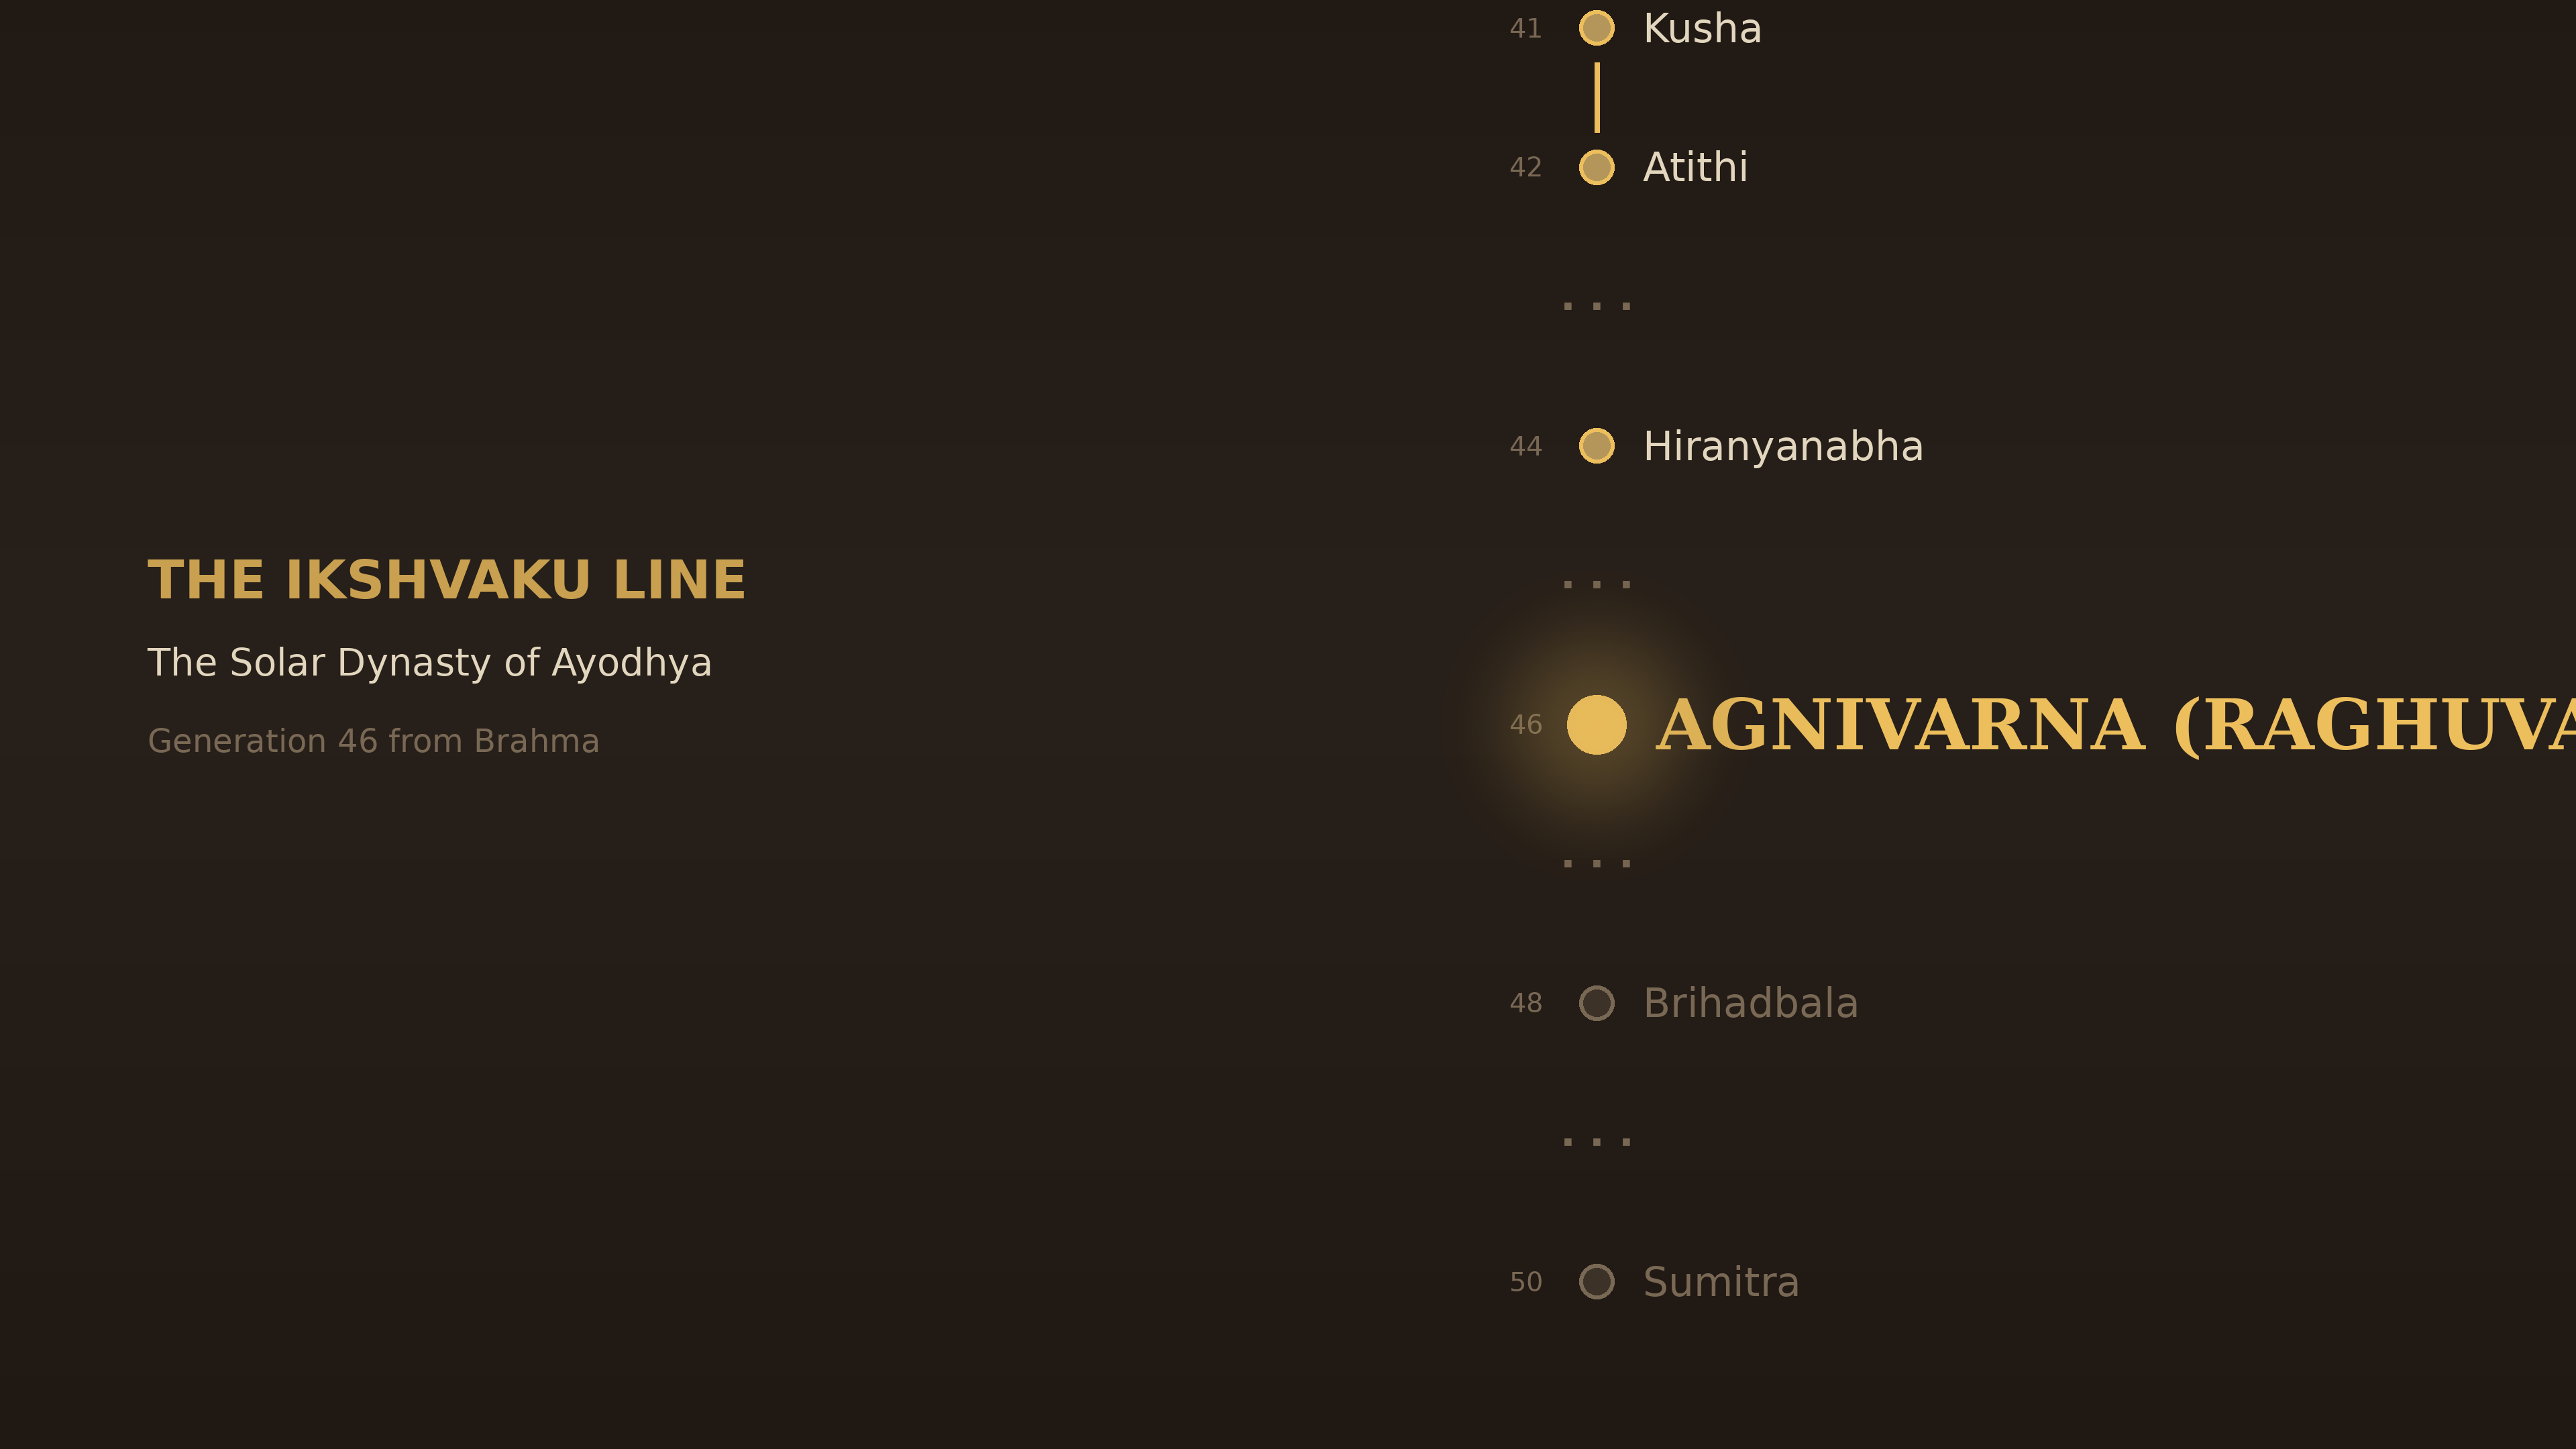 THE IKSHVAKU LINE
The Solar Dynasty of Ayodhya
Generation 46 from Brahma
41 Kusha
42 Atithi
...
44 Hiranyanabha
...
46 AGNIVARNA (RAGHUVA
...
48 Brihadbala
...
50 Sumitra